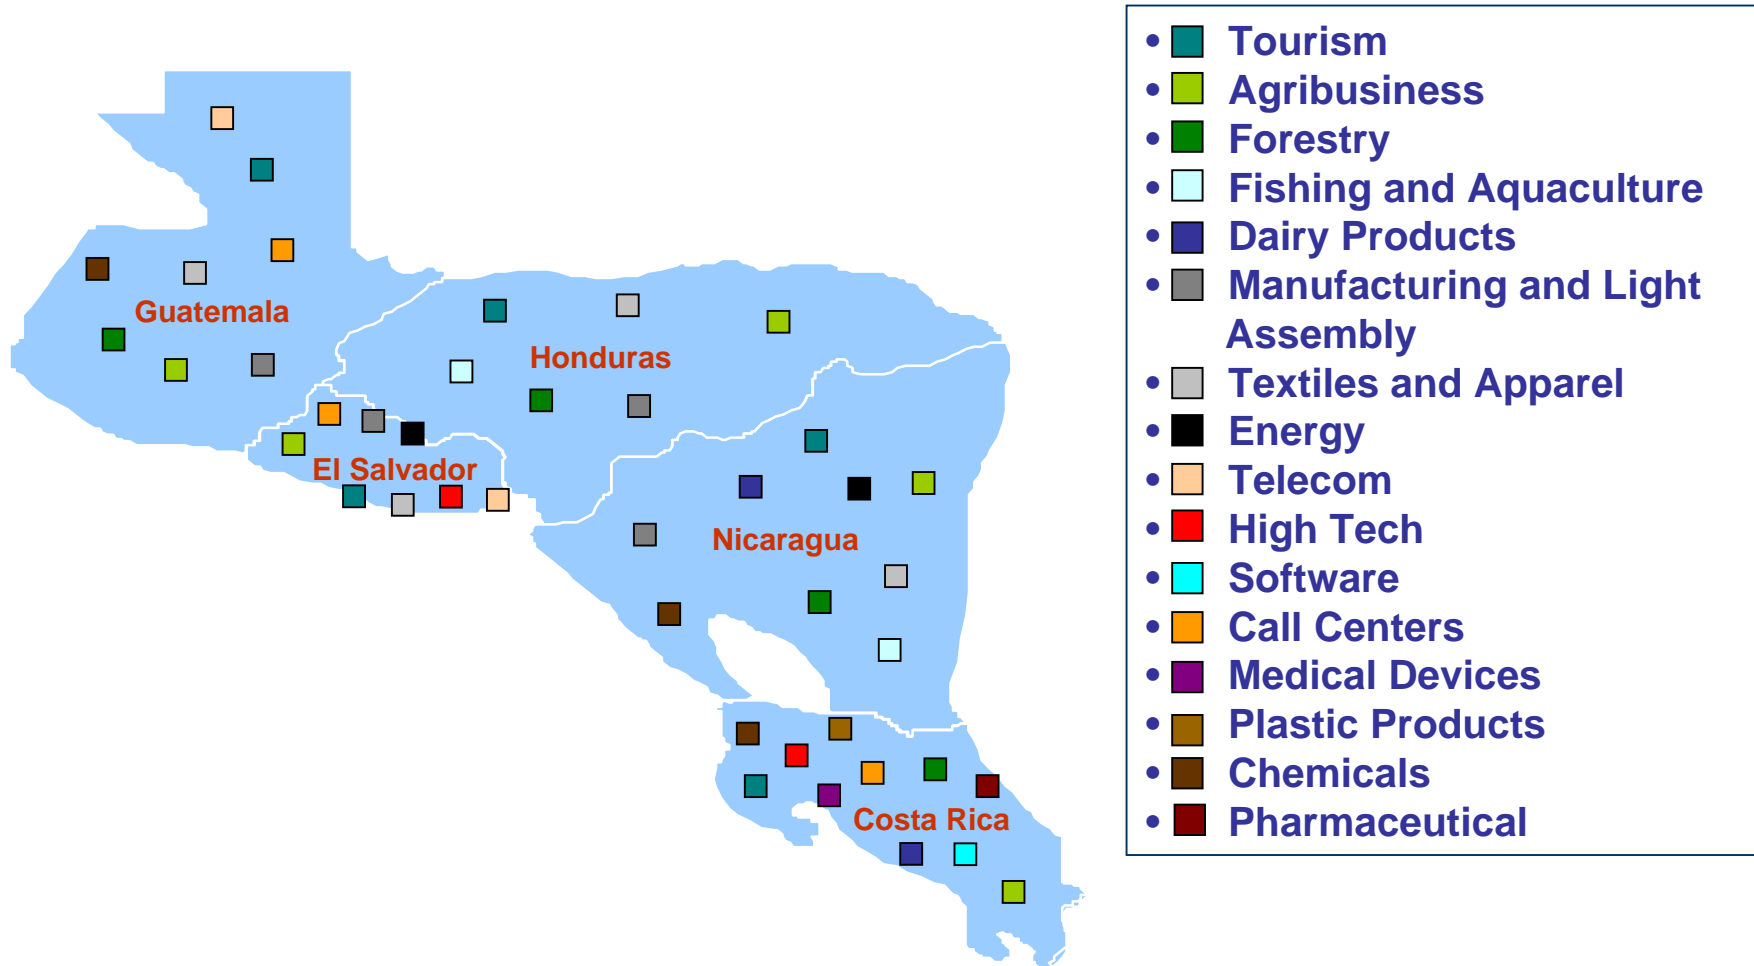 • Tourism
• Agribusiness
• Forestry
• Fishing and Aquaculture
• Dairy Products
• Manufacturing and Light
Assembly
• Textiles and Apparel
• Energy
• Telecom
• High Tech
• Software
• Call Centers
• Medical Devices
• Plastic Products
• Chemicals
• Pharmaceutical
Guatemala
Honduras
El Salvador
Nicaragua
Costa Rica